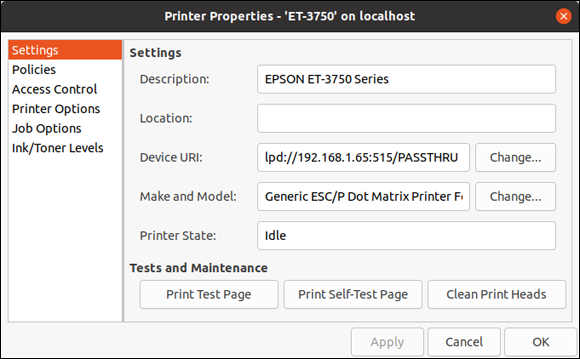 Printer Properties - 'ET-3750' on localhost
Settings
Policies
Access Control
Printer Options
Job Options
Ink/Toner Levels
Settings
Description: EPSON ET-3750 Series
Location:
Device URI: lpd://192.168.1.65:515/PASSTHRU Change...
Make and Model: Generic ESC/P Dot Matrix Printer Change...
Printer State: Idle
Tests and Maintenance
Print Test Page Print Self-Test Page Clean Print Heads
Apply Cancel OK